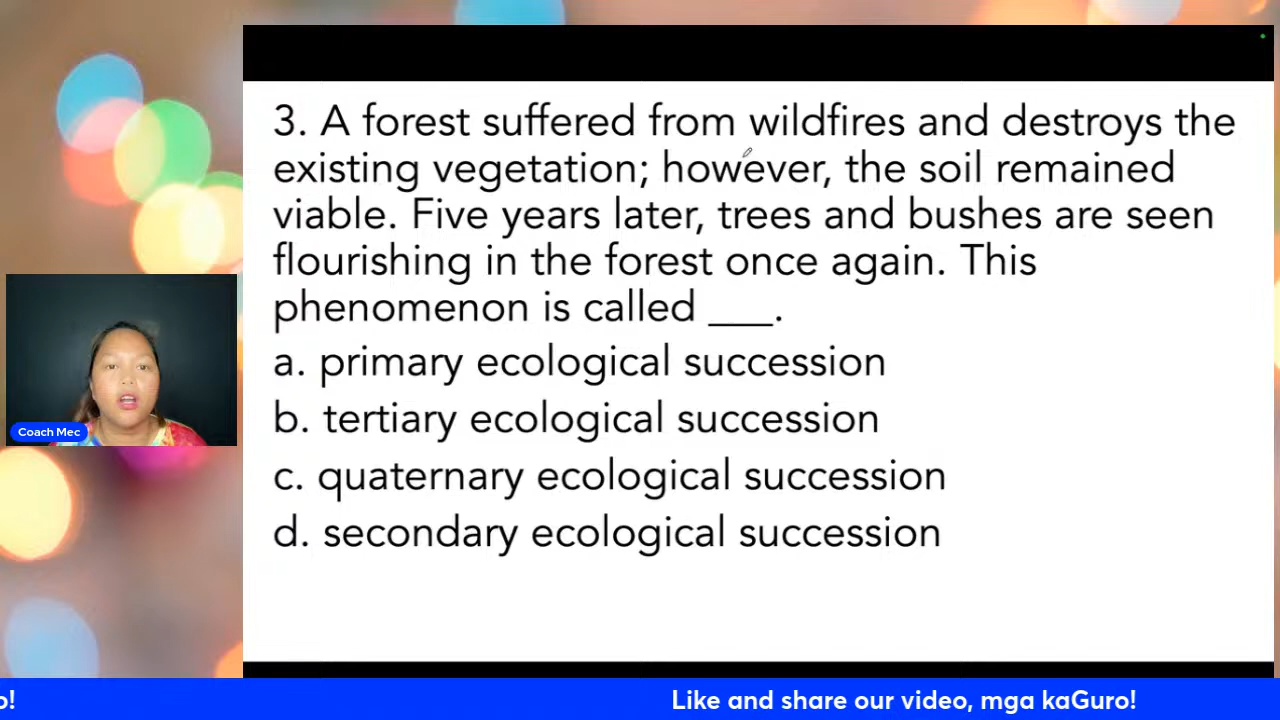 3. A forest suffered from wildfires and destroys the
existing vegetation; however, the soil remained
viable. Five years later, trees and bushes are seen
flourishing in the forest once again. This
phenomenon is called ___.
a. primary ecological succession
b. tertiary ecological succession
c. quaternary ecological succession
d. secondary ecological succession
Coach Mec
o! Like and share our video, mga kaGuro!